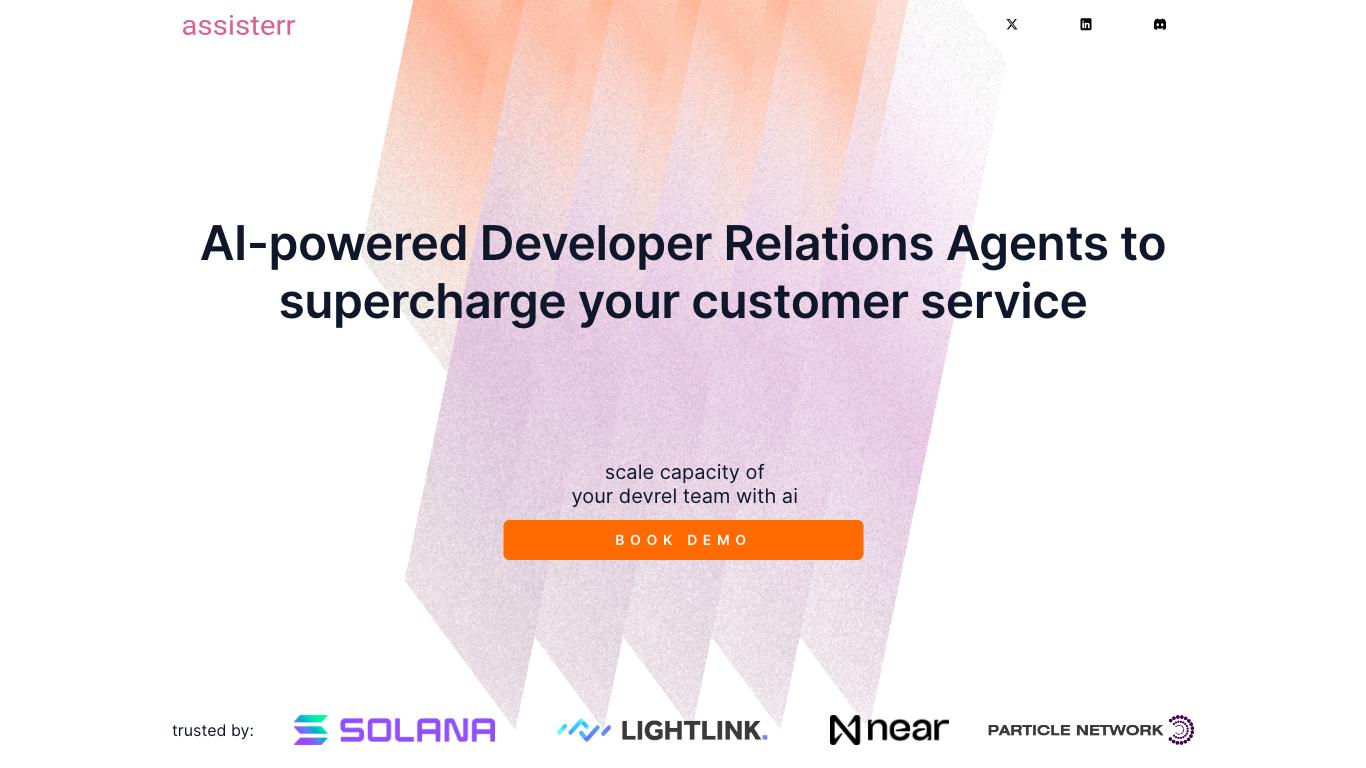 assisterr
AI-powered Developer Relations Agents to
supercharge your customer service
scale capacity of
your devrel team with ai
BOOK DEMO
trusted by:
SOLANA
LIGHTLINK.
near
PARTICLE NETWORK